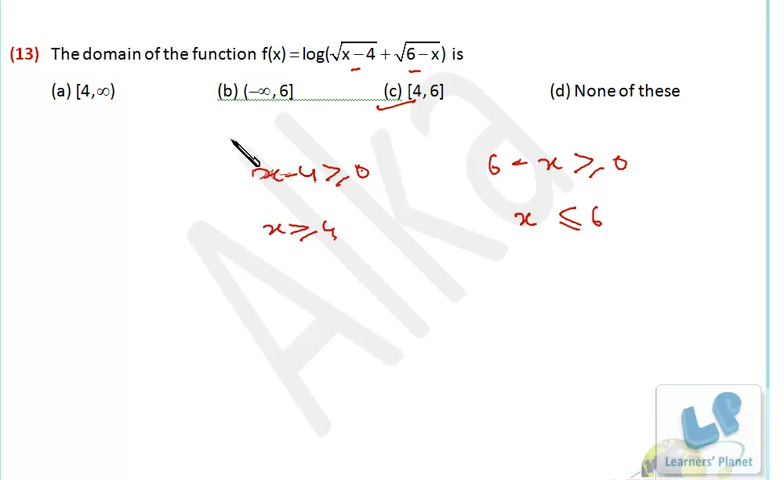 (13) The domain of the function f(x) = log(√x−4 + √6−x) is
(a) [4,∞) (b) (−∞,6] (c) [4,6] (d) None of these
x-4 ≥ 0 6 - x ≥ 0
x ≥ 4 x ≤ 6
Alka
LP
Learners' Planet